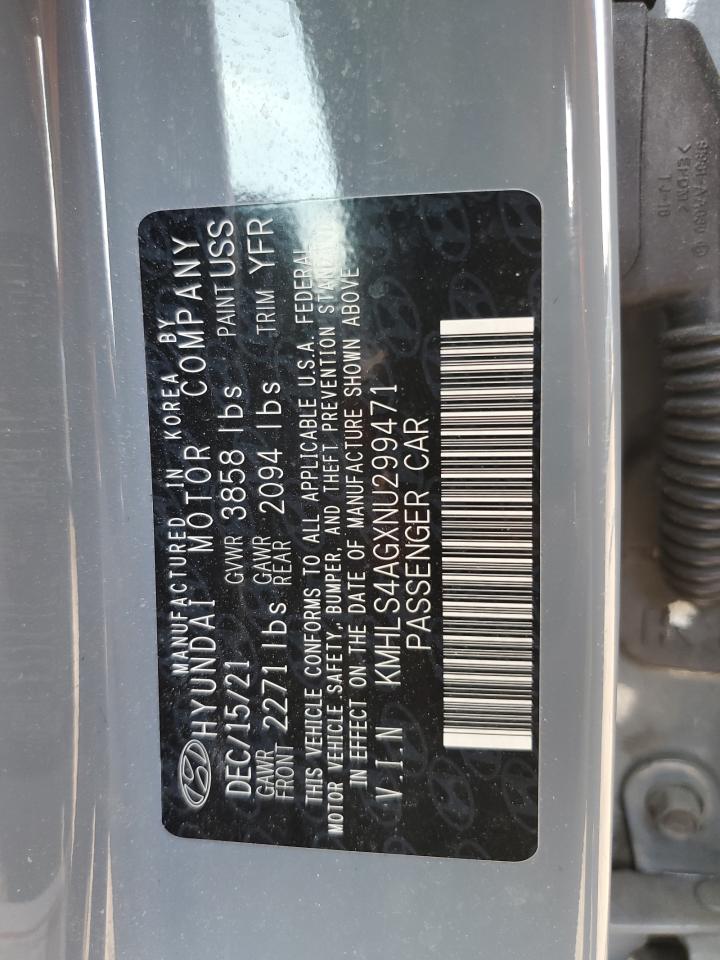 MANUFACTURED IN KOREA BY
HYUNDAI MOTOR COMPANY
DEC/15/21 GVWR 3858 lbs PAINT USS
GAWR FRONT 2271 lbs GAWR REAR 2094 lbs TRIM YFR
THIS VEHICLE CONFORMS TO ALL APPLICABLE U.S.A. FEDERAL
MOTOR VEHICLE SAFETY, BUMPER, AND THEFT PREVENTION STANDARDS
IN EFFECT ON THE DATE OF MANUFACTURE SHOWN ABOVE
V.I.N KMHLS4AGXNU299471
PASSENGER CAR